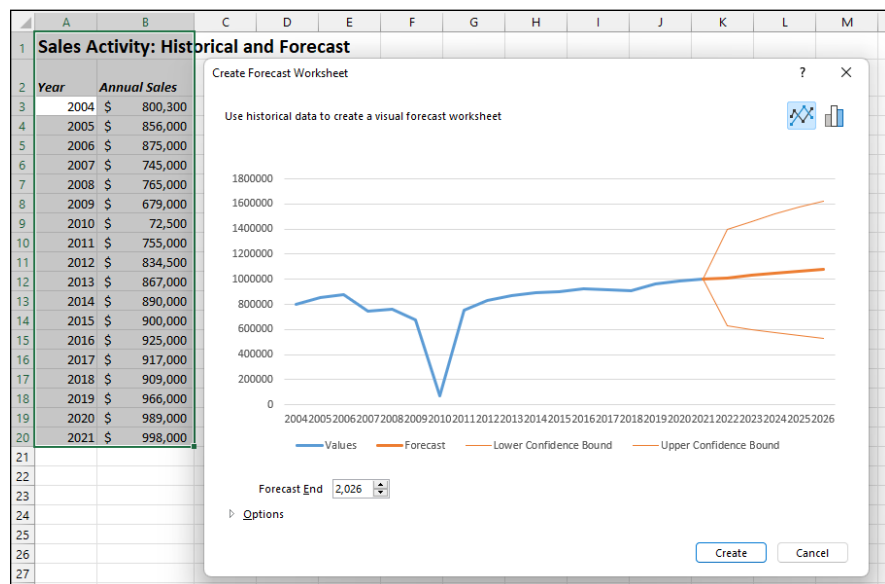 A B C D E F G H I J K L M
1 Sales Activity: Historical and Forecast
Create Forecast Worksheet ? ×
2 Year Annual Sales
3 2004 $ 800,300
Use historical data to create a visual forecast worksheet
4 2005 $ 856,000
5 2006 $ 875,000
6 2007 $ 745,000
7 2008 $ 765,000
8 2009 $ 679,000
9 2010 $ 72,500
10 2011 $ 755,000
11 2012 $ 834,500
12 2013 $ 867,000
13 2014 $ 890,000
14 2015 $ 900,000
15 2016 $ 925,000
16 2017 $ 917,000
17 2018 $ 909,000
18 2019 $ 966,000
19 2020 $ 989,000
20 2021 $ 998,000
21
22
23
24
25
26
27
1800000
1600000
1400000
1200000
1000000
800000
600000
400000
200000
0
2004 2005 2006 2007 2008 2009 2010 2011 2012 2013 2014 2015 2016 2017 2018 2019 2020 2021 2022 2023 2024 2025 2026
Values Forecast Lower Confidence Bound Upper Confidence Bound
Forecast End 2,026
Options
Create Cancel